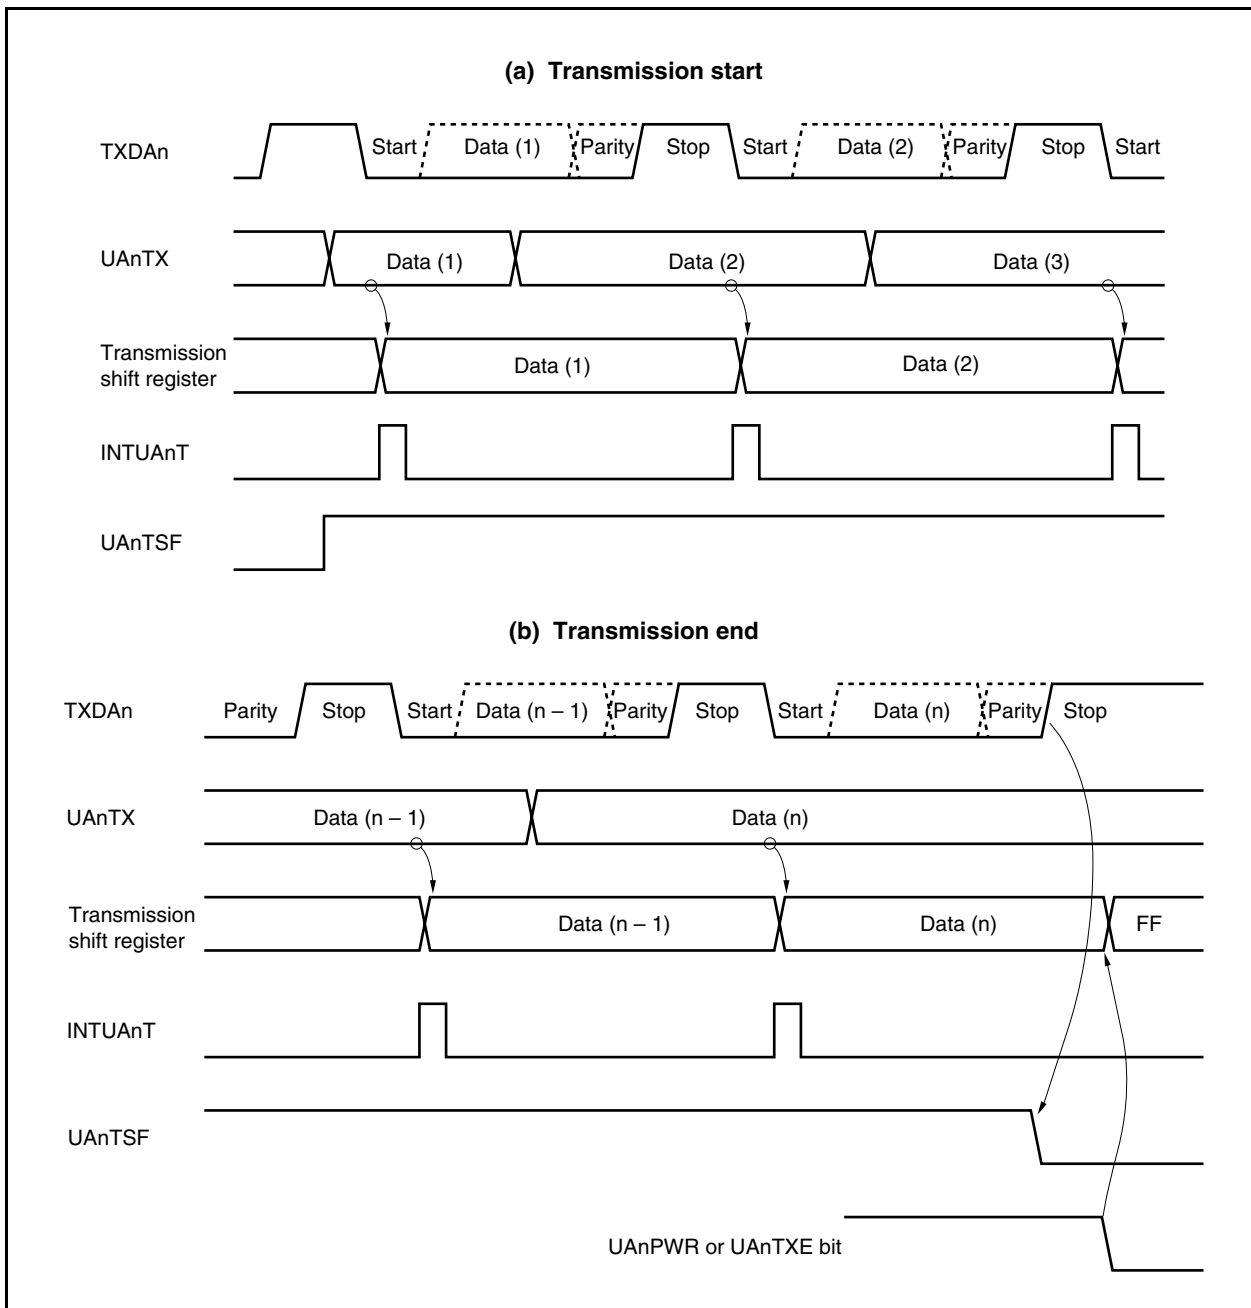 (a) Transmission start
TXDAn
Start Data (1) Parity Stop Start Data (2) Parity Stop Start
UAnTX
Data (1) Data (2) Data (3)
Transmission
shift register
Data (1) Data (2)
INTUAnT
UAnTSF
(b) Transmission end
TXDAn
Parity Stop Start Data (n – 1) Parity Stop Start Data (n) Parity Stop
UAnTX
Data (n – 1) Data (n)
Transmission
shift register
Data (n – 1) Data (n) FF
INTUAnT
UAnTSF
UAnPWR or UAnTXE bit